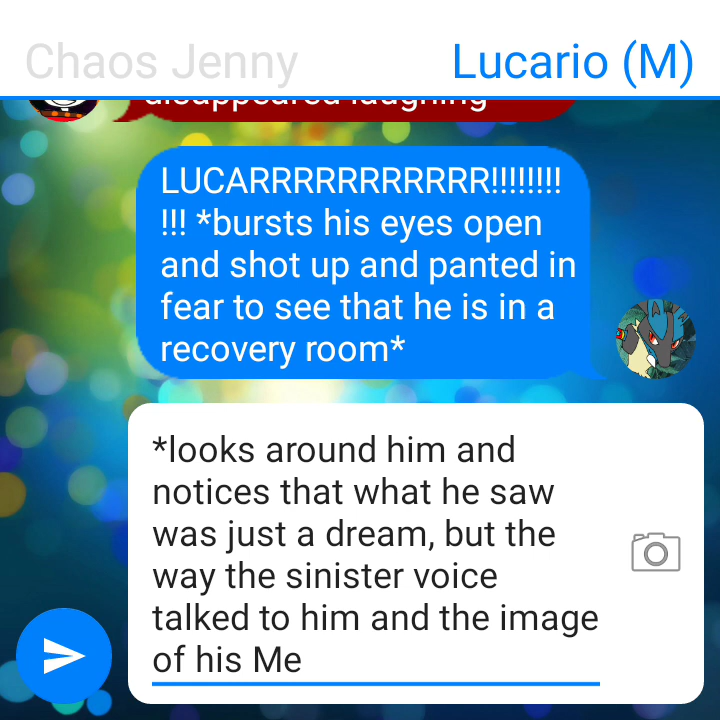 Chaos Jenny Lucario (M)
disappeared laughing
LUCARRRRRRRRRRR!!!!!!!!
!!! *bursts his eyes open
and shot up and panted in
fear to see that he is in a
recovery room*
*looks around him and
notices that what he saw
was just a dream, but the
way the sinister voice
talked to him and the image
of his Me